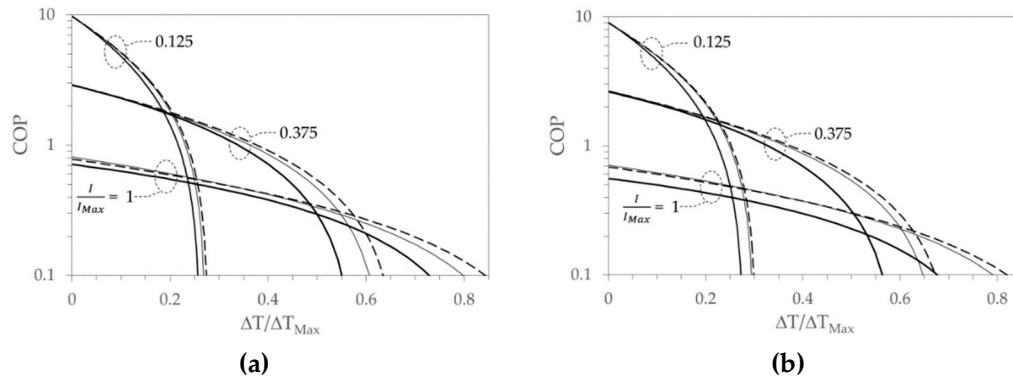 10
0.125
COP
1
0.375
I
I_Max = 1
0.1
0 0.2 0.4 0.6 0.8
ΔT/ΔT_Max
(a)
10
0.125
COP
1
0.375
I
I_Max = 1
0.1
0 0.2 0.4 0.6 0.8
ΔT/ΔT_Max
(b)